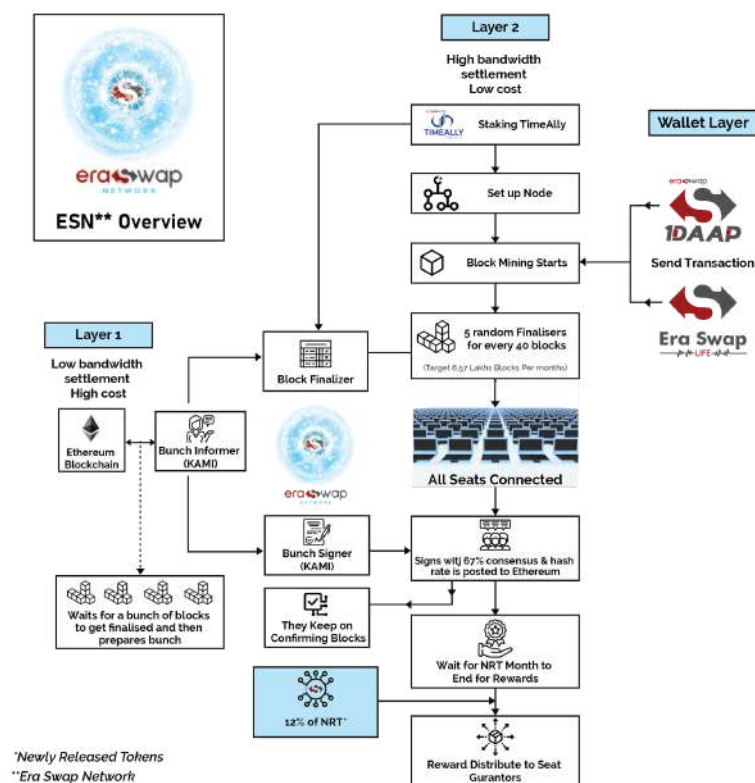 era swap
NETWORK
ESN** Overview
Layer 2
High bandwidth
settlement
Low cost
TIMEALLY
Staking TimeAlly
Set up Node
Block Mining Starts
5 random Finalisers
for every 40 blocks
(Target 6.57 Lakhs Blocks Per months)
All Seats Connected
Signs witj 67% consensus & hash
rate is posted to Ethereum
Wait for NRT Month to
End for Rewards
Reward Distribute to Seat
Gurantors
Wallet Layer
era swap
1DAAP
Send Transaction
Era Swap
LIFE
Layer 1
Low bandwidth
settlement
High cost
Ethereum
Blockchain
Bunch Informer
(KAMI)
Block Finalizer
era swap
NETWORK
Bunch Signer
(KAMI)
They Keep on
Confirming Blocks
Waits for a bunch of blocks
to get finalised and then
prepares bunch
12% of NRT*
*Newly Released Tokens
**Era Swap Network